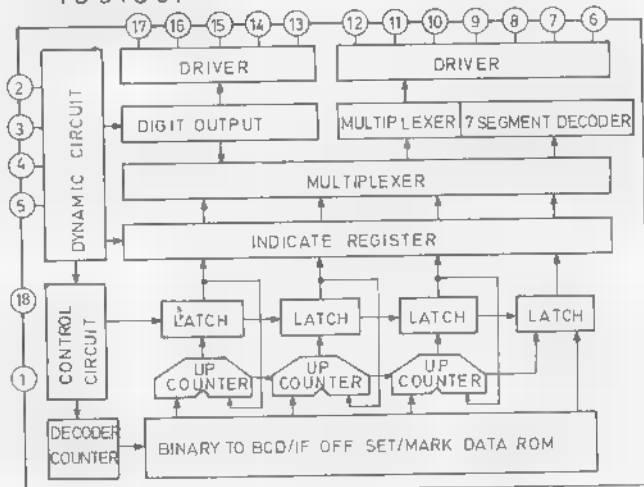 17 16 15 14 13 12 11 10 9 8 7 6
DRIVER DRIVER
2
3
4
5
18
1
DYNAMIC CIRCUIT
DIGIT OUTPUT MULTIPLEXER 7 SEGMENT DECODER
MULTIPLEXER
INDICATE REGISTER
CONTROL CIRCUIT
LATCH LATCH LATCH LATCH
UP COUNTER UP COUNTER UP COUNTER
DECODER COUNTER
BINARY TO BCD/IF OFF SET/MARK DATA ROM